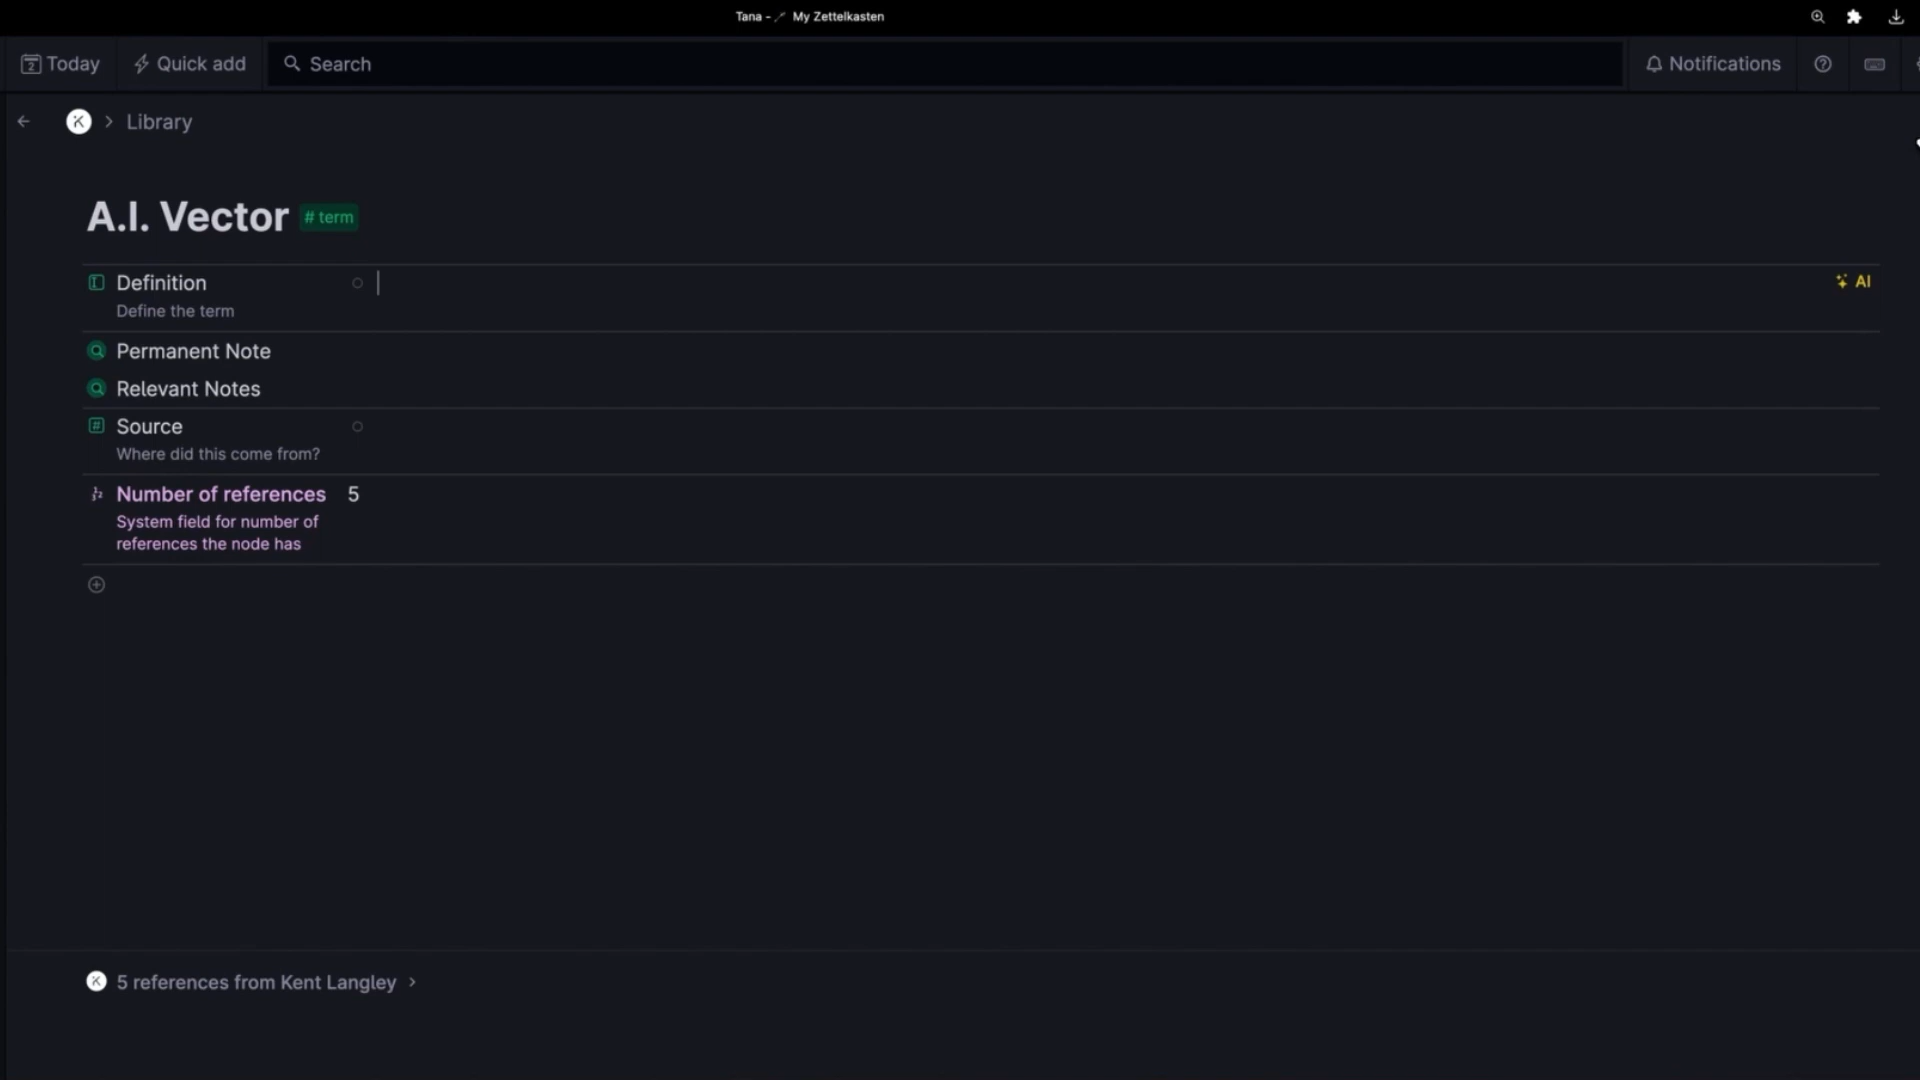 Tana - My Zettelkasten
2 Today
Quick add
Search
Notifications
K > Library
A.I. Vector # term
Definition
AI
Define the term
Permanent Note
Relevant Notes
# Source
Where did this come from?
Number of references 5
System field for number of
references the node has
K 5 references from Kent Langley >